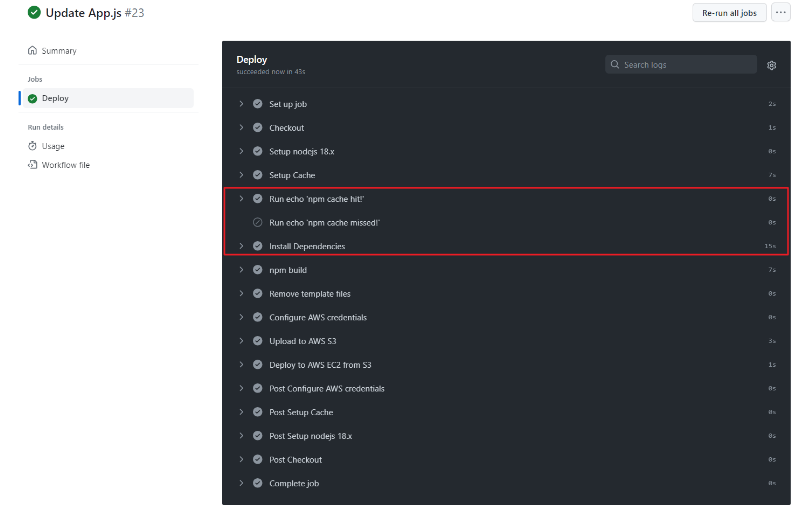 Update App.js #23
Re-run all jobs
Summary
Jobs
Deploy
Run details
Usage
Workflow file
Deploy
succeeded now in 43s
Search logs
Set up job 2s
Checkout 1s
Setup nodejs 18.x 0s
Setup Cache 7s
Run echo 'npm cache hit!' 0s
Run echo 'npm cache missed!' 0s
Install Dependencies 15s
npm build 7s
Remove template files 0s
Configure AWS credentials 0s
Upload to AWS S3 3s
Deploy to AWS EC2 from S3 1s
Post Configure AWS credentials 0s
Post Setup Cache 0s
Post Setup nodejs 18.x 0s
Post Checkout 0s
Complete job 0s